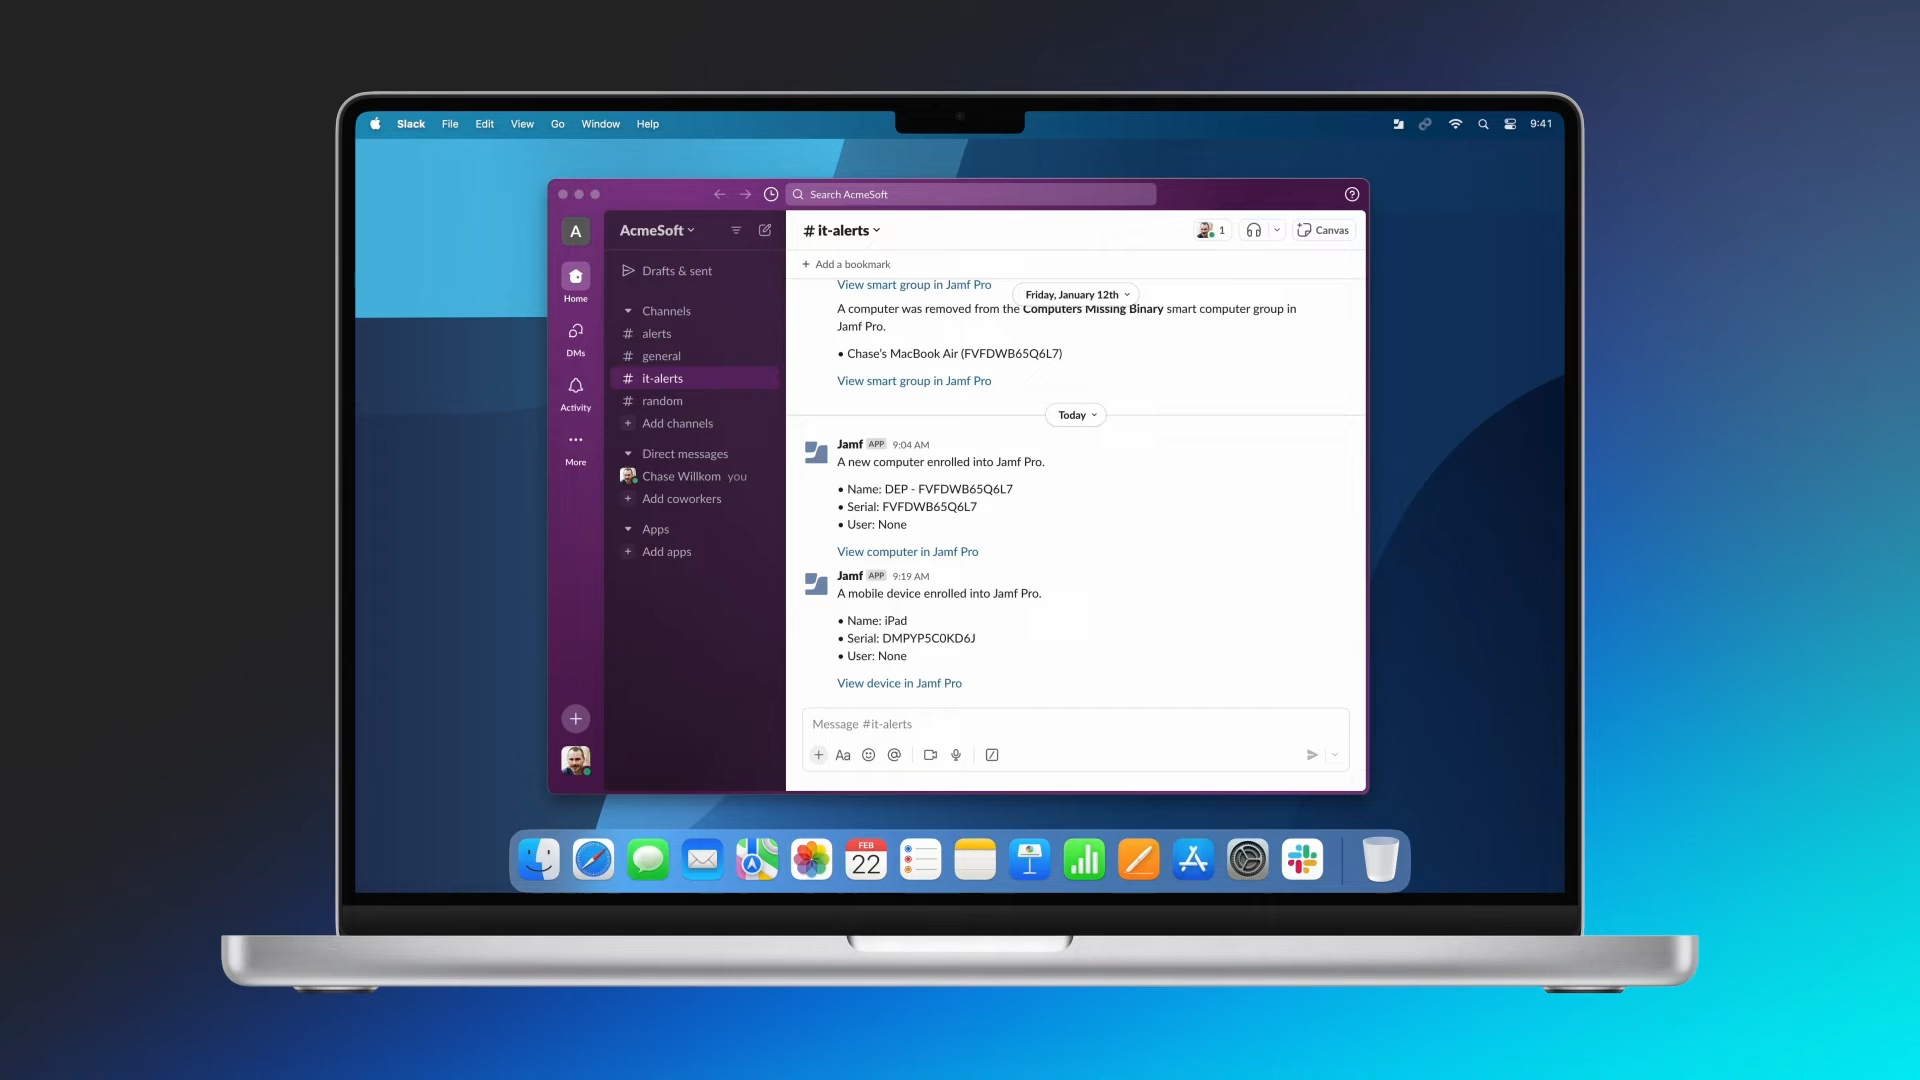 Slack File Edit View Go Window Help 9:41
Search AcmeSoft
A
AcmeSoft
# it-alerts
1
Canvas
Drafts & sent
+ Add a bookmark
Home
DMs
Activity
More
Channels
# alerts
# general
# it-alerts
# random
+ Add channels
Direct messages
Chase Willkom you
+ Add coworkers
Apps
+ Add apps
View smart group in Jamf Pro
Friday, January 12th
A computer was removed from the Computers Missing Binary smart computer group in
Jamf Pro.
• Chase's MacBook Air (FVFDWB65Q6L7)
View smart group in Jamf Pro
Today
Jamf APP 9:04 AM
A new computer enrolled into Jamf Pro.
• Name: DEP - FVFDWB65Q6L7
• Serial: FVFDWB65Q6L7
• User: None
View computer in Jamf Pro
Jamf APP 9:19 AM
A mobile device enrolled into Jamf Pro.
• Name: iPad
• Serial: DMPYP5C0KD6J
• User: None
View device in Jamf Pro
Message #it-alerts
Aa
FEB
22